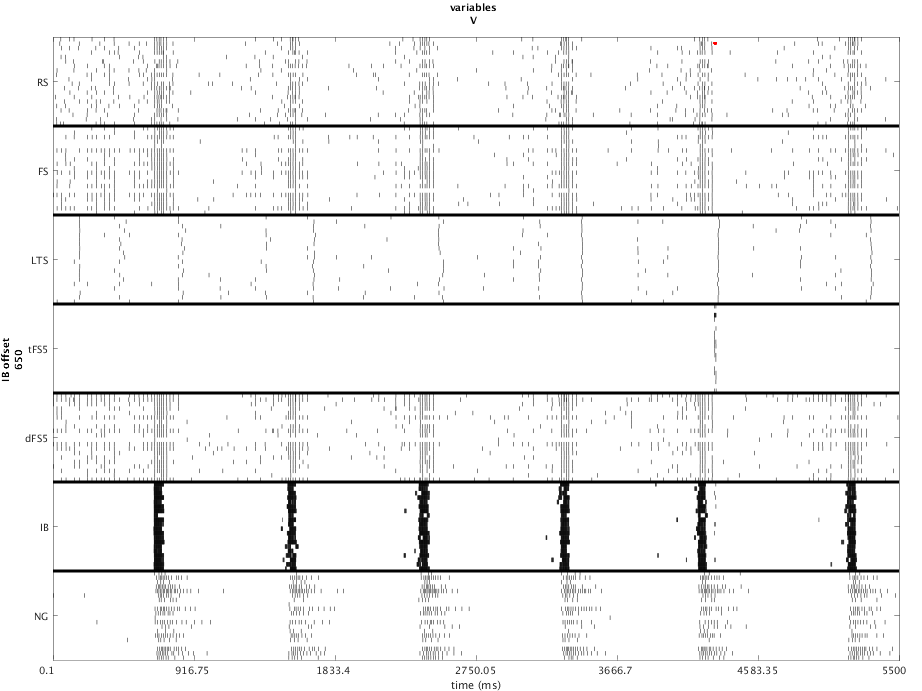 variables
V
RS
FS
LTS
tFS5
dFS5
IB
NG
IB offset
650
0.1 916.75 1833.4 2750.05 3666.7 4583.35 5500
time (ms)